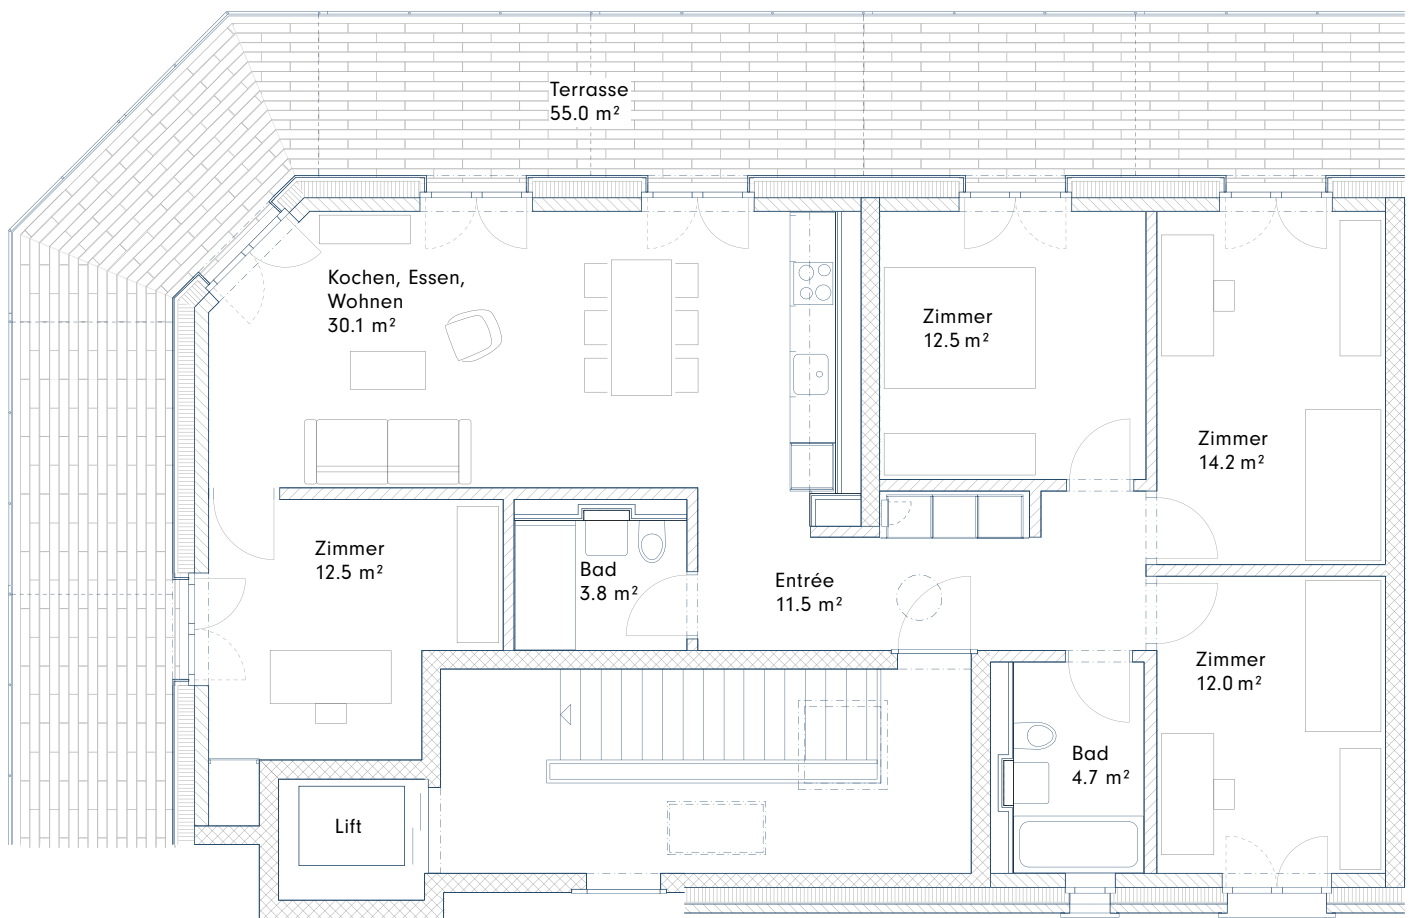 Terrasse
55.0 m²
Kochen, Essen,
Wohnen
30.1 m²
Zimmer
12.5 m²
Zimmer
14.2 m²
Zimmer
12.5 m²
Bad
3.8 m²
Entrée
11.5 m²
Zimmer
12.0 m²
Bad
4.7 m²
Lift